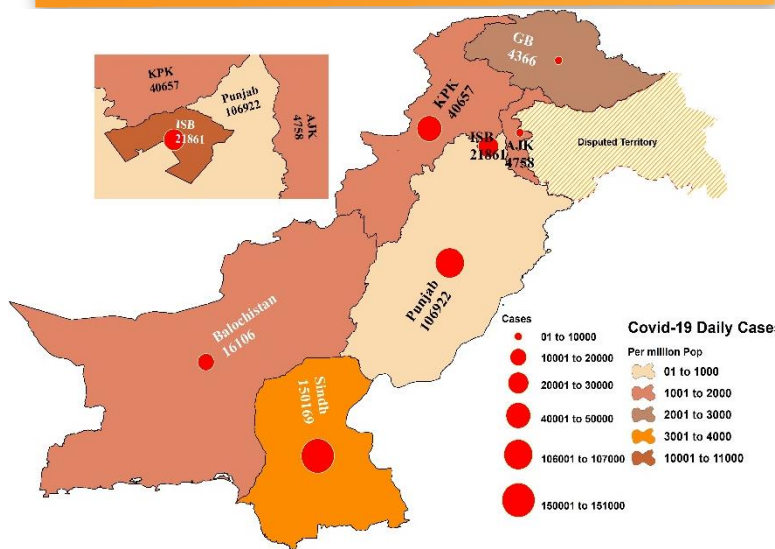 KPK
40657
Punjab
106922
ISB
21861
AJK
4758
GB
4366
KPK
40657
ISB
21861
AJK
4758
Disputed Territory
Punjab
106922
Balochistan
16106
Sindh
150169
Cases
01 to 10000
10001 to 20000
20001 to 30000
40001 to 50000
106001 to 107000
150001 to 151000
Covid-19 Daily Cases
Per million Pop
01 to 1000
1001 to 2000
2001 to 3000
3001 to 4000
10001 to 11000